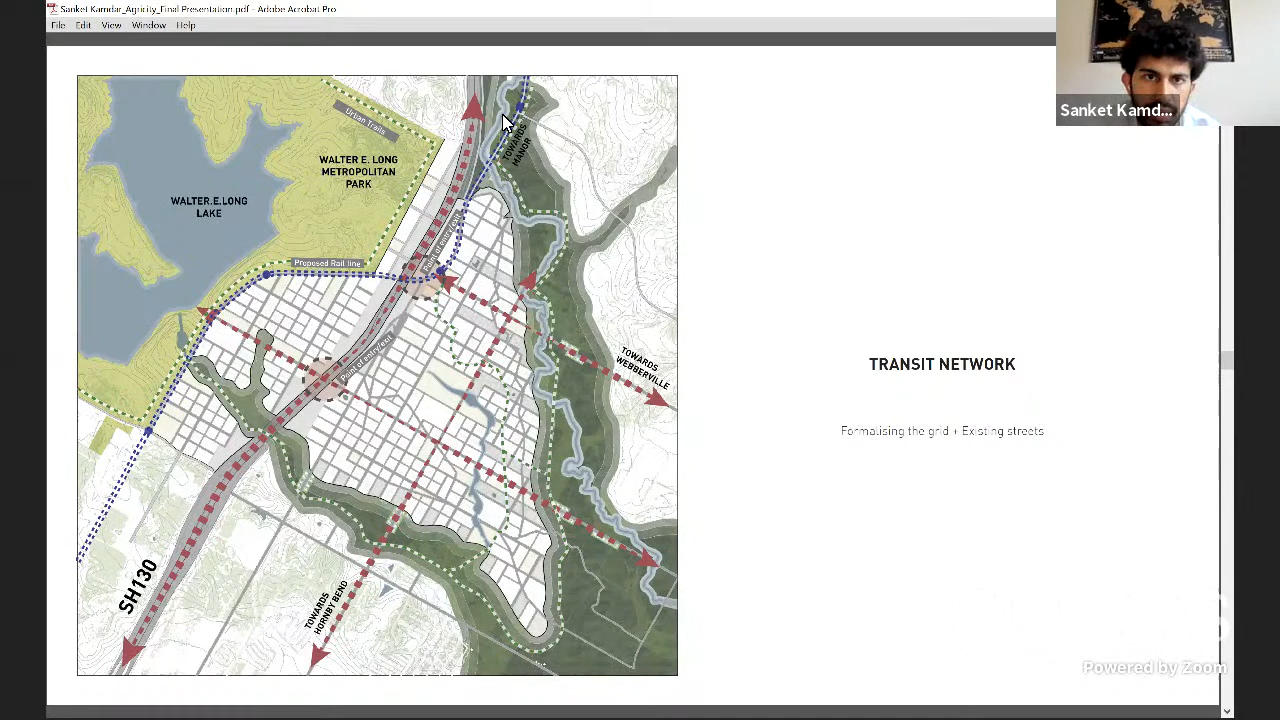 Sanket Kamdar_Agricity_Final Presentation.pdf - Adobe Acrobat Pro
File Edit View Window Help
Sanket Kamd...
Urban Trails
WALTER E. LONG
METROPOLITAN
PARK
WALTER.E.LONG
LAKE
TOWARDS
MANOR
Point of entry/exit
Proposed Rail line
Point of entry/exit
TOWARDS
WEBBERVILLE
SH130
TOWARDS
HORNBY BEND
TRANSIT NETWORK
Formalising the grid + Existing streets
Powered by Zoom